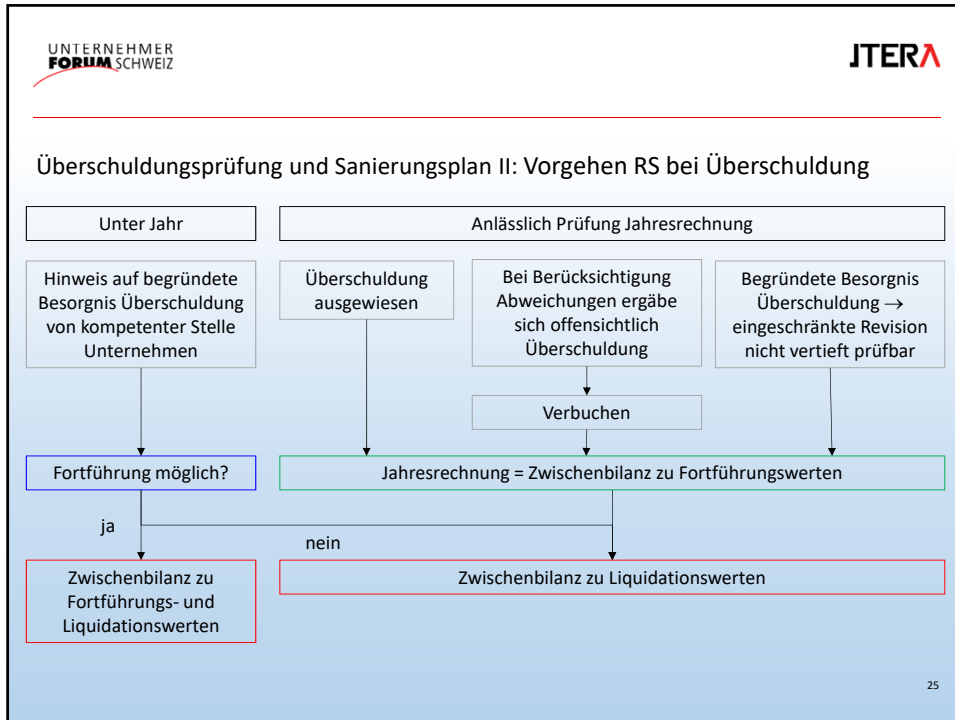 UNTERNEHMER
FORUM SCHWEIZ
JTERA
Überschuldungsprüfung und Sanierungsplan II: Vorgehen RS bei Überschuldung
Unter Jahr
Anlässlich Prüfung Jahresrechnung
Hinweis auf begründete
Besorgnis Überschuldung
von kompetenter Stelle
Unternehmen
Überschuldung
ausgewiesen
Bei Berücksichtigung
Abweichungen ergäbe
sich offensichtlich
Überschuldung
Begründete Besorgnis
Überschuldung →
eingeschränkte Revision
nicht vertieft prüfbar
Verbuchen
Fortführung möglich?
Jahresrechnung = Zwischenbilanz zu Fortführungswerten
ja
nein
Zwischenbilanz zu
Fortführungs- und
Liquidationswerten
Zwischenbilanz zu Liquidationswerten
25